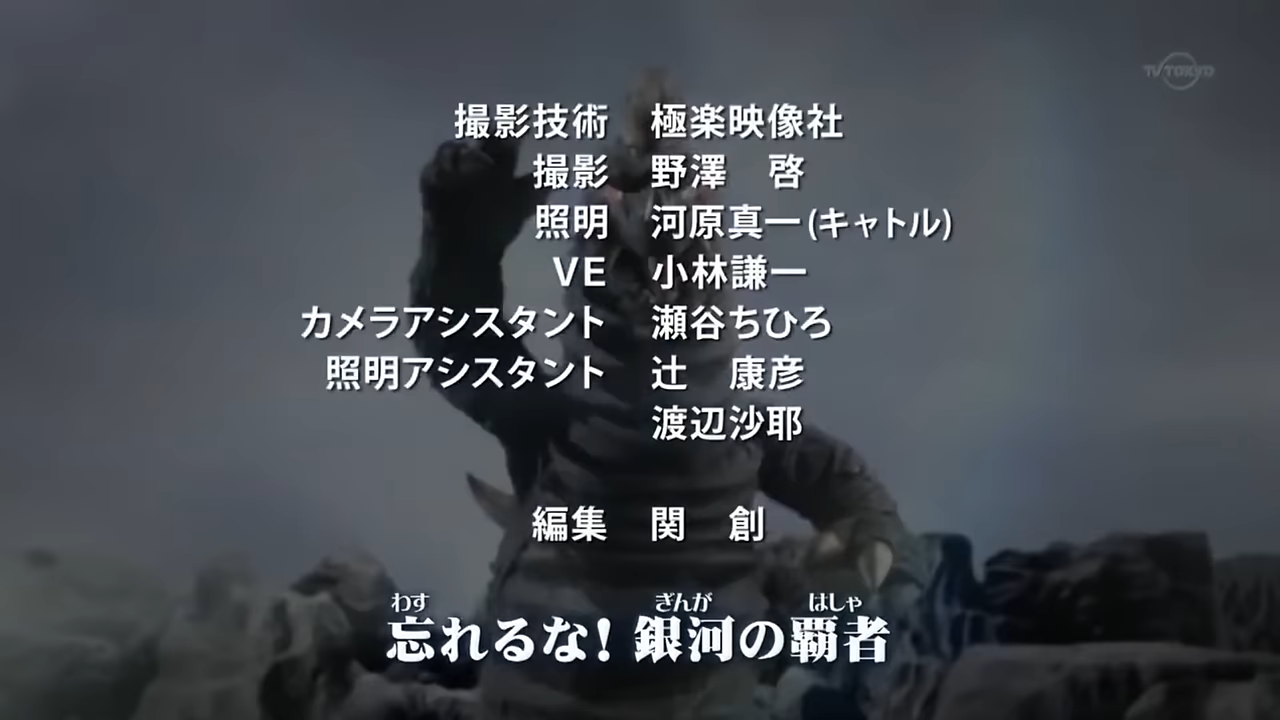 TV TOKYO
撮影技術 極楽映像社
撮影 野澤 啓
照明 河原真一(キャトル)
VE 小林謙一
カメラアシスタント 瀬谷ちひろ
照明アシスタント 辻 康彦
渡辺沙耶
編集 関 創
わす ぎんが はしゃ
忘れるな! 銀河の覇者